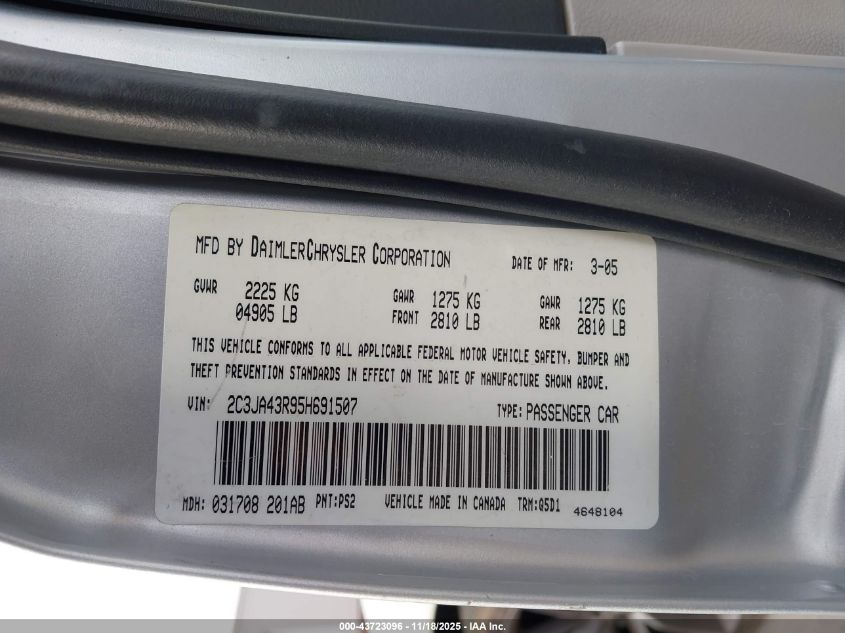 MFD BY DAIMLERCHRYSLER CORPORATION DATE OF MFR: 3-05
GVWR 2225 KG GAWR 1275 KG GAWR 1275 KG
04905 LB FRONT 2810 LB REAR 2810 LB
THIS VEHICLE CONFORMS TO ALL APPLICABLE FEDERAL MOTOR VEHICLE SAFETY, BUMPER AND
THEFT PREVENTION STANDARDS IN EFFECT ON THE DATE OF MANUFACTURE SHOWN ABOVE.
VIN: 2C3JA43R95H691507 TYPE: PASSENGER CAR
MDH: 031708 201AB PNT: PS2 VEHICLE MADE IN CANADA TRM: Q5D1 4648104
000-43723096 - 11/18/2025 - IAA Inc.